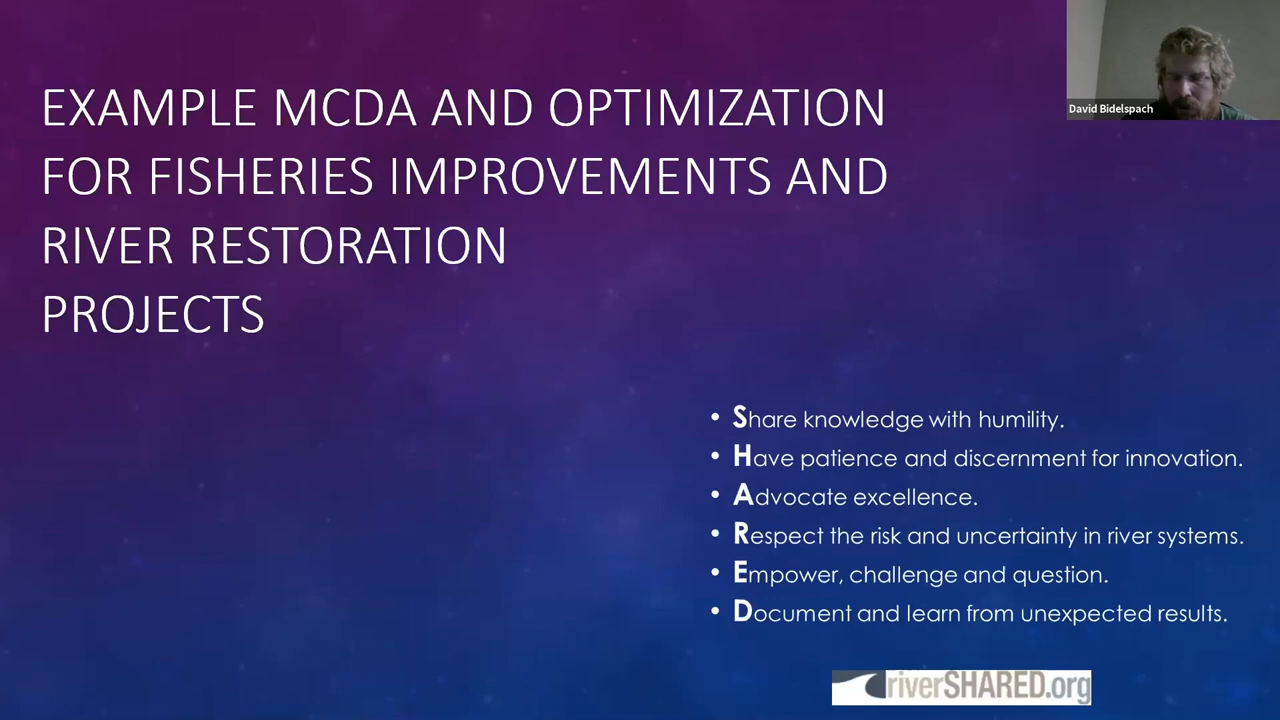 EXAMPLE MCDA AND OPTIMIZATION
FOR FISHERIES IMPROVEMENTS AND
RIVER RESTORATION
PROJECTS
David Bidelspach
• Share knowledge with humility.
• Have patience and discernment for innovation.
• Advocate excellence.
• Respect the risk and uncertainty in river systems.
• Empower, challenge and question.
• Document and learn from unexpected results.
riverSHARED.org